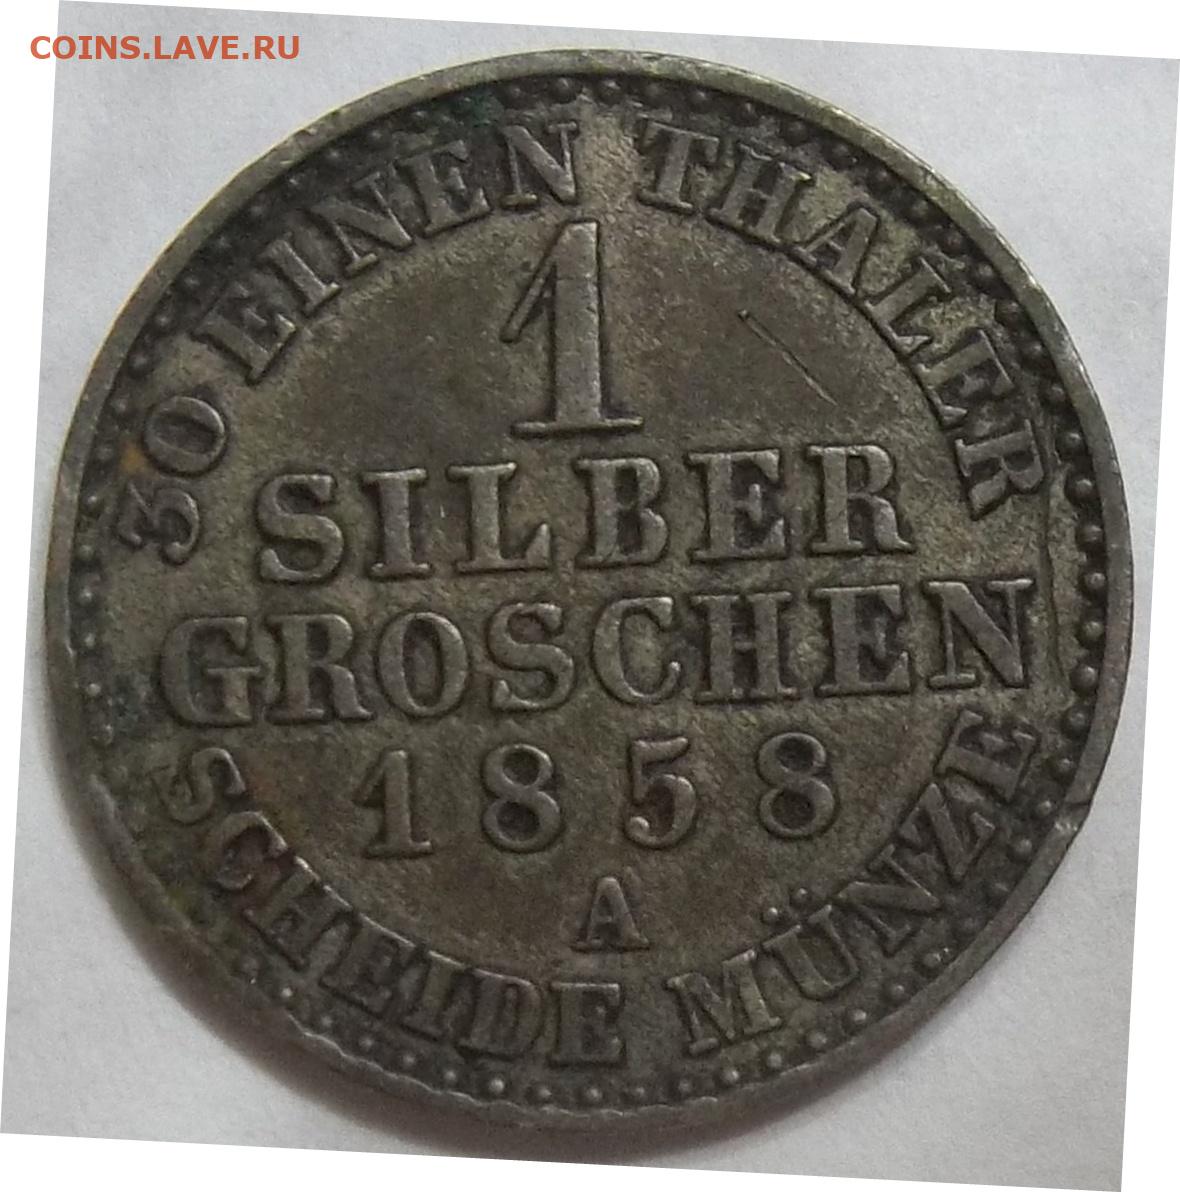 COINS.LAVE.RU
30 EINEN THALER
1
SILBER
GROSCHEN
1858
A
SCHEIDE MÜNZE